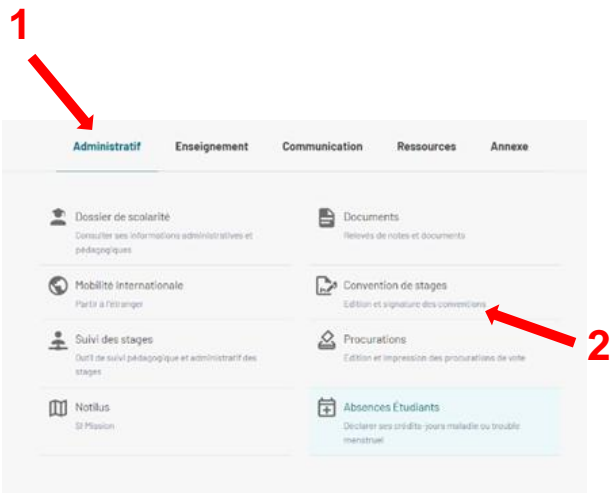 1
Administratif Enseignement Communication Ressources Annexe
Dossier de scolarité
Consulter ses informations administratives et
pédagogiques
Documents
Relevés de notes et documents
Mobilité internationale
Partir à l'étranger
Convention de stages
Edition et signature des conventions
Suivi des stages
Outil de suivi pédagogique et administratif des
stages
Procurations
Edition et impression des procurations de vote
2
Notilus
St Mission
Absences Étudiants
Déclarer ses crédits-jours maladie ou trouble
menstruel